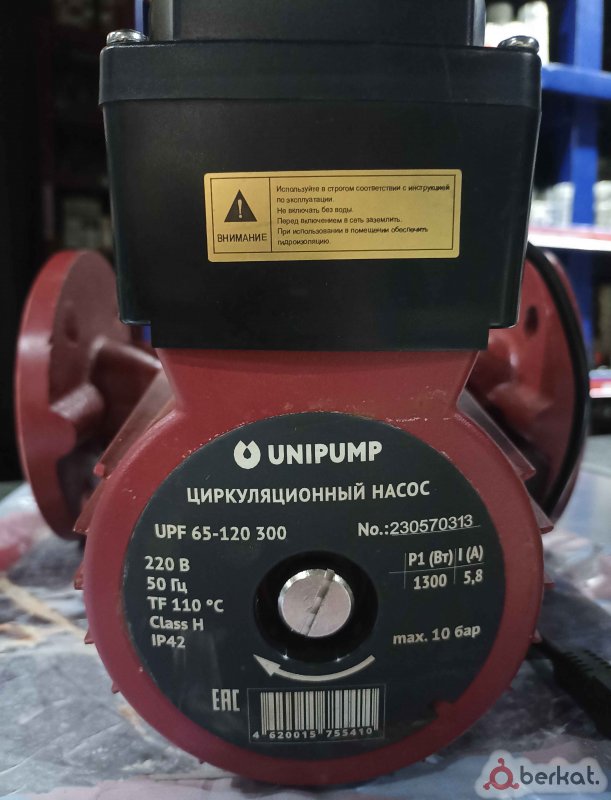 ВНИМАНИЕ
Используйте в строгом соответствии с инструкцией
по эксплуатации.
Не включать без воды.
Перед включением в сеть заземлить.
При использовании в помещении обеспечить
гидроизоляцию.
UNIPUMP
ЦИРКУЛЯЦИОННЫЙ НАСОС
UPF 65-120 300 No.:230570313
220 В
50 Гц
TF 110 °C
Class H
IP42
P1 (Вт) I (A)
1300 5,8
max. 10 бар
EAC
4 620015 755410
berkat.